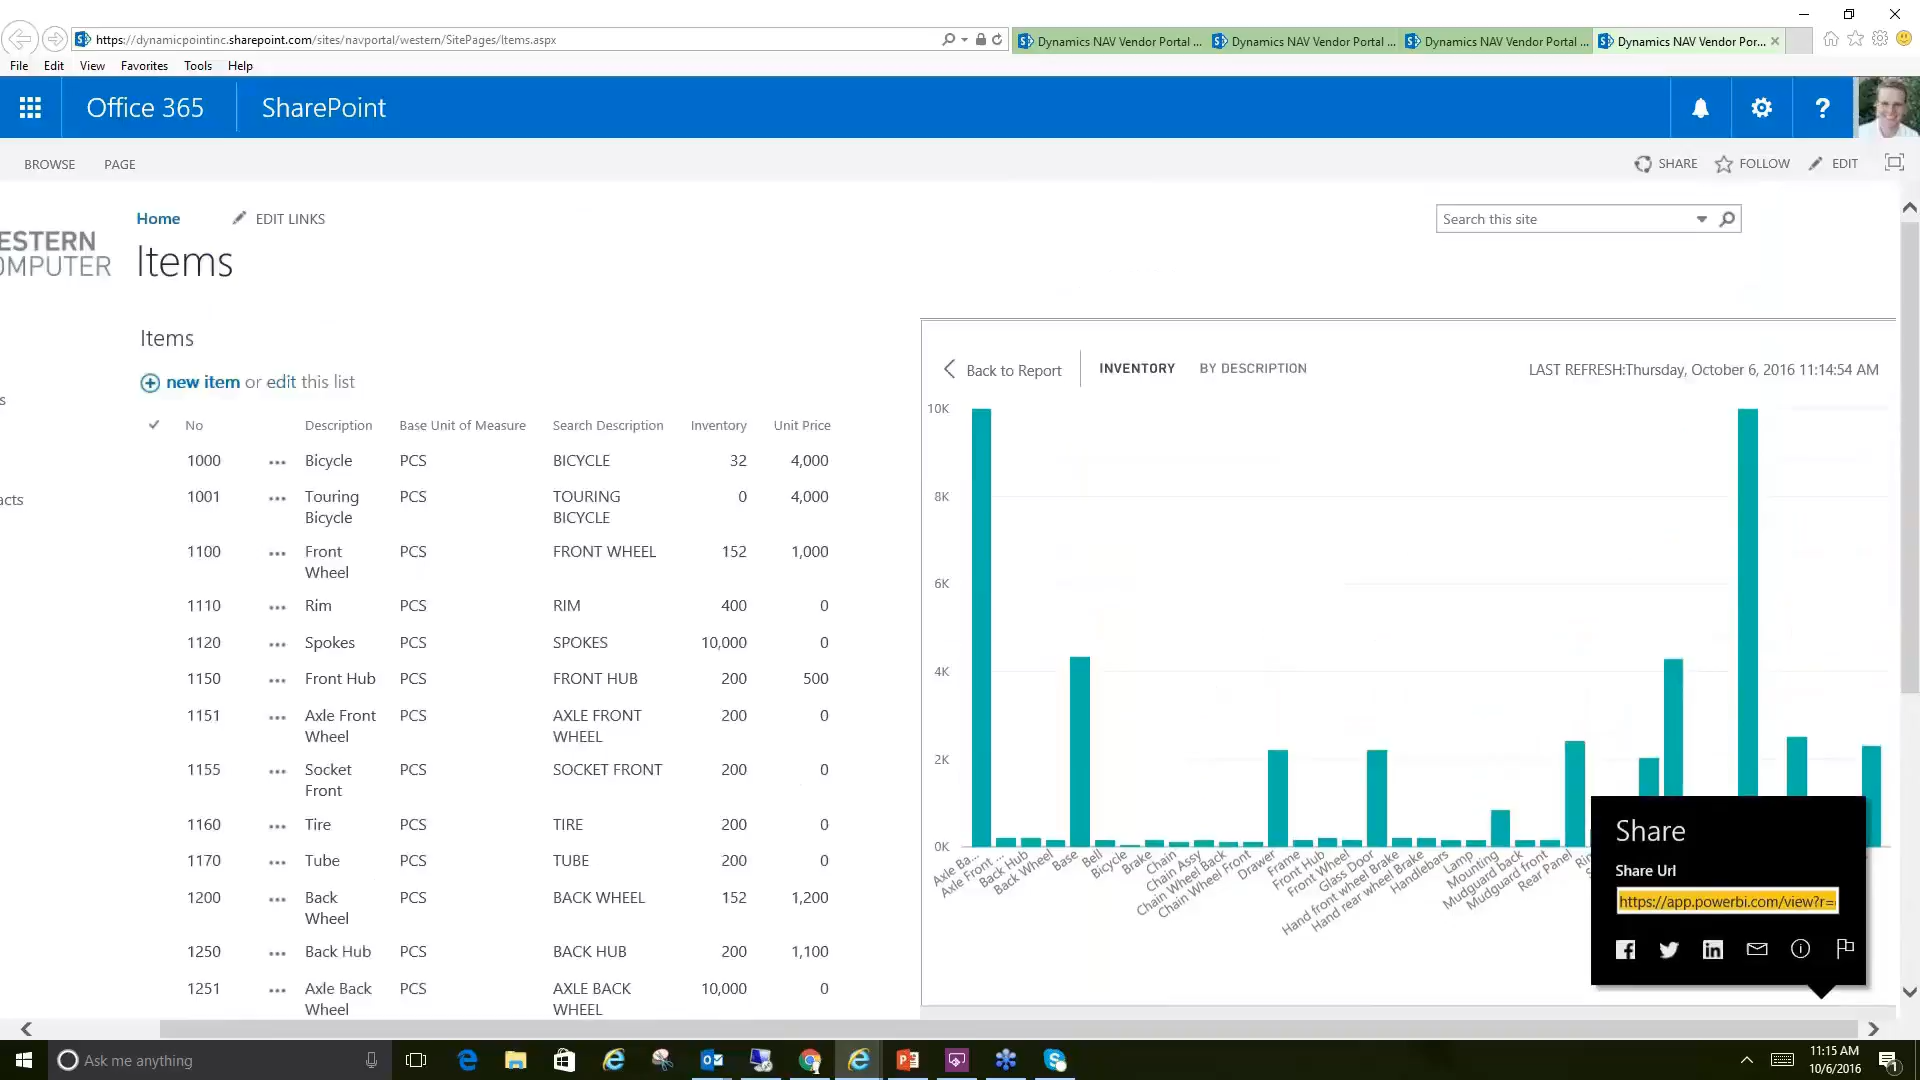 https://dynamicpointinc.sharepoint.com/sites/navportal/western/SitePages/Items.aspx
Dynamics NAV Vendor Portal ...
Dynamics NAV Vendor Portal ...
Dynamics NAV Vendor Portal ...
Dynamics NAV Vendor Por...
File Edit View Favorites Tools Help
Office 365 SharePoint
BROWSE PAGE SHARE FOLLOW EDIT
Home EDIT LINKS
Search this site
ESTERN
OMPUTER
Items
Items
new item or edit this list
s
acts
No Description Base Unit of Measure Search Description Inventory Unit Price
1000 ... Bicycle PCS BICYCLE 32 4,000
1001 ... Touring Bicycle PCS TOURING BICYCLE 0 4,000
1100 ... Front Wheel PCS FRONT WHEEL 152 1,000
1110 ... Rim PCS RIM 400 0
1120 ... Spokes PCS SPOKES 10,000 0
1150 ... Front Hub PCS FRONT HUB 200 500
1151 ... Axle Front Wheel PCS AXLE FRONT WHEEL 200 0
1155 ... Socket Front PCS SOCKET FRONT 200 0
1160 ... Tire PCS TIRE 200 0
1170 ... Tube PCS TUBE 200 0
1200 ... Back Wheel PCS BACK WHEEL 152 1,200
1250 ... Back Hub PCS BACK HUB 200 1,100
1251 ... Axle Back Wheel PCS AXLE BACK WHEEL 10,000 0
Back to Report INVENTORY BY DESCRIPTION LAST REFRESH:Thursday, October 6, 2016 11:14:54 AM
10K
8K
6K
4K
2K
0K
Axle Ba...
Axle Front ...
Back Hub
Back Wheel
Base
Bell
Bicycle
Brake
Chain
Chain Assy
Chain Wheel Back
Chain Wheel Front
Drawer
Frame
Front Hub
Front Wheel
Glass Door
Hand front wheel Brake
Hand rear wheel Brake
Handlebars
Lamp
Mounting
Mudguard back
Mudguard front
Rear Panel
Share
Share Url
https://app.powerbi.com/view?r=
Ask me anything
11:15 AM
10/6/2016
1